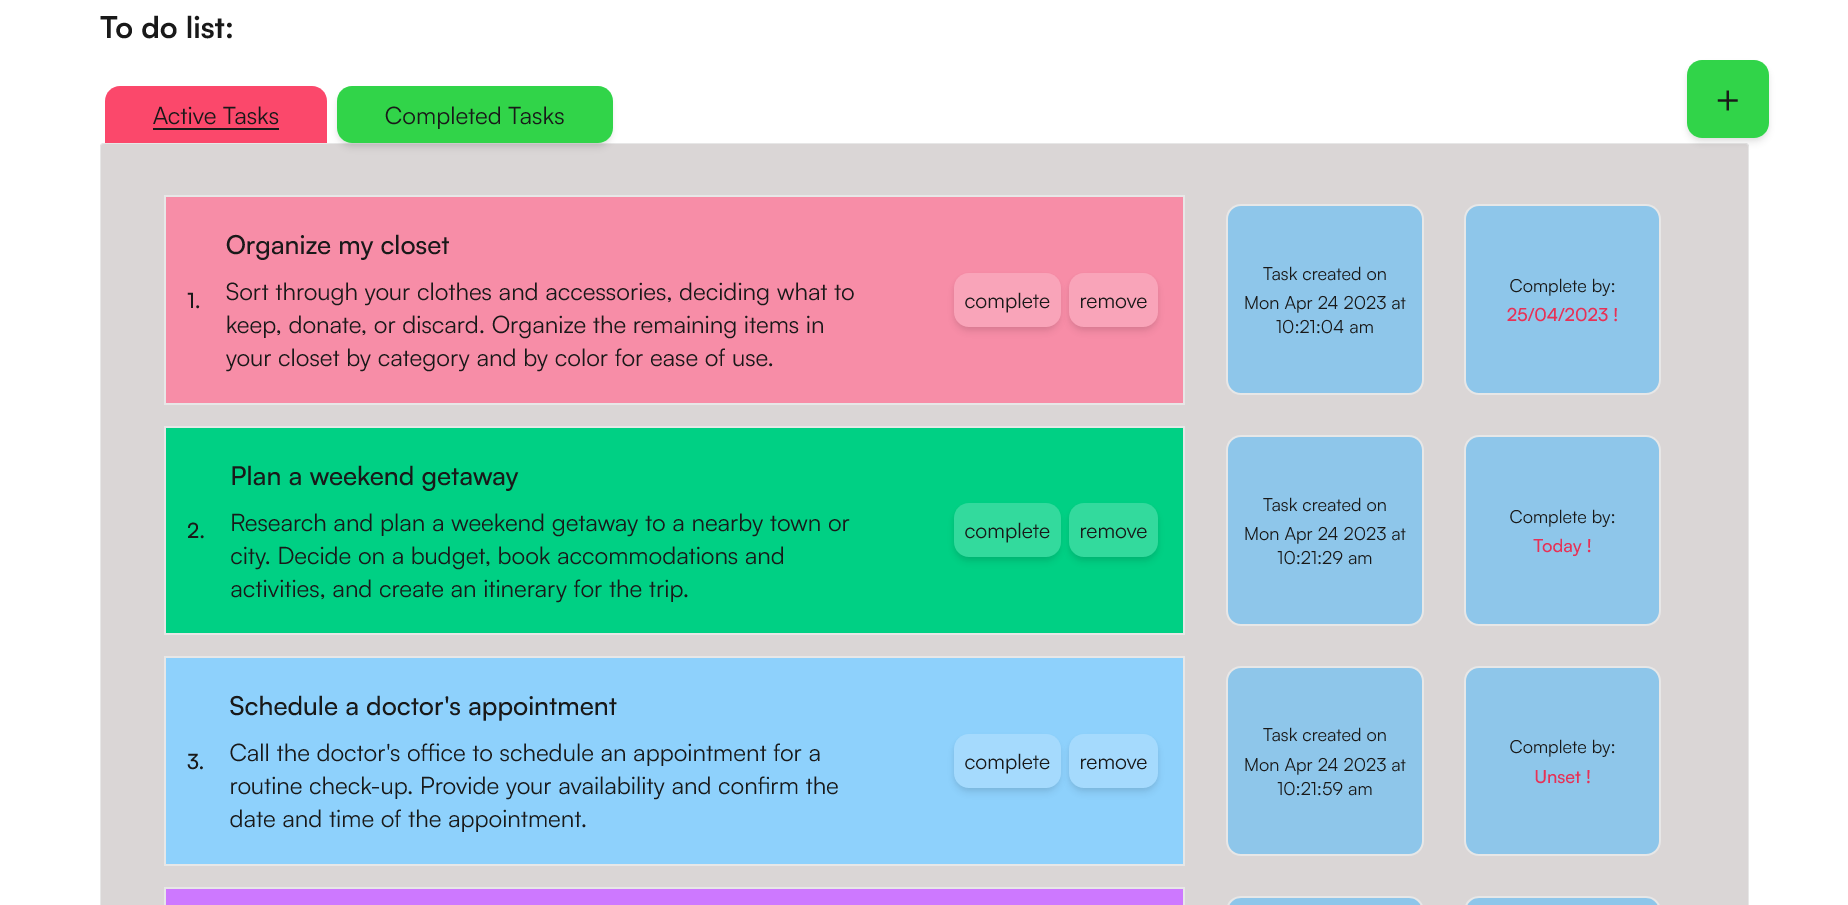 To do list:
Active Tasks
Completed Tasks
+
1.
Organize my closet
Sort through your clothes and accessories, deciding what to
keep, donate, or discard. Organize the remaining items in
your closet by category and by color for ease of use.
complete
remove
Task created on
Mon Apr 24 2023 at
10:21:04 am
Complete by:
25/04/2023 !
2.
Plan a weekend getaway
Research and plan a weekend getaway to a nearby town or
city. Decide on a budget, book accommodations and
activities, and create an itinerary for the trip.
complete
remove
Task created on
Mon Apr 24 2023 at
10:21:29 am
Complete by:
Today !
3.
Schedule a doctor's appointment
Call the doctor's office to schedule an appointment for a
routine check-up. Provide your availability and confirm the
date and time of the appointment.
complete
remove
Task created on
Mon Apr 24 2023 at
10:21:59 am
Complete by:
Unset !